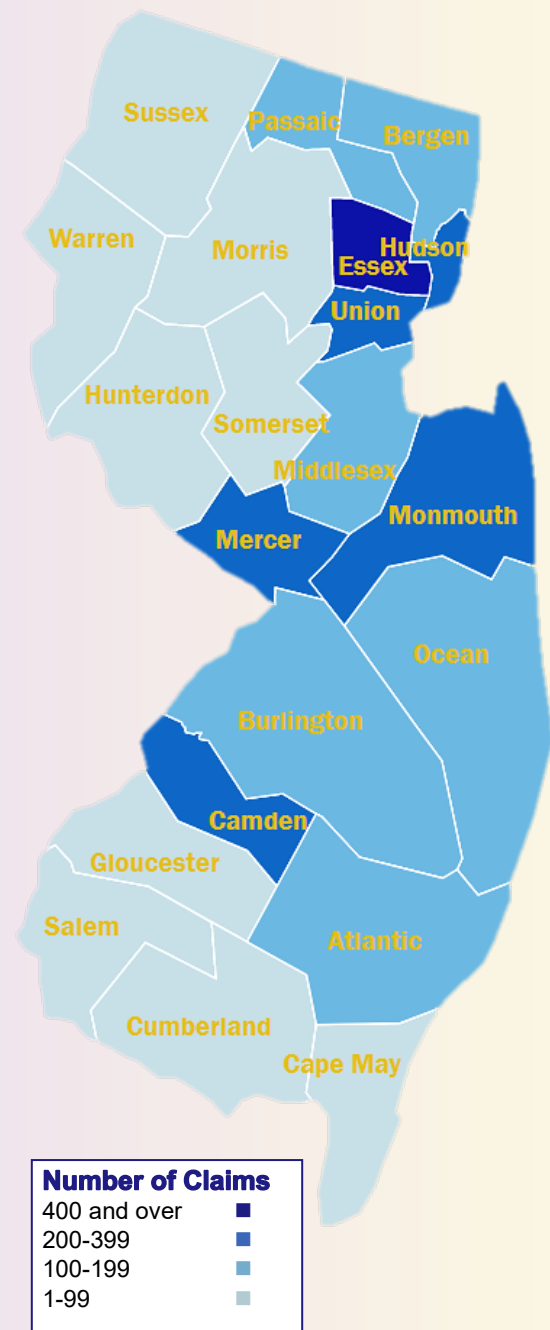 Sussex
Passaic
Bergen
Warren
Morris
Hudson
Essex
Union
Hunterdon
Somerset
Middlesex
Monmouth
Mercer
Ocean
Burlington
Camden
Gloucester
Salem
Atlantic
Cumberland
Cape May
Number of Claims
400 and over
200-399
100-199
1-99